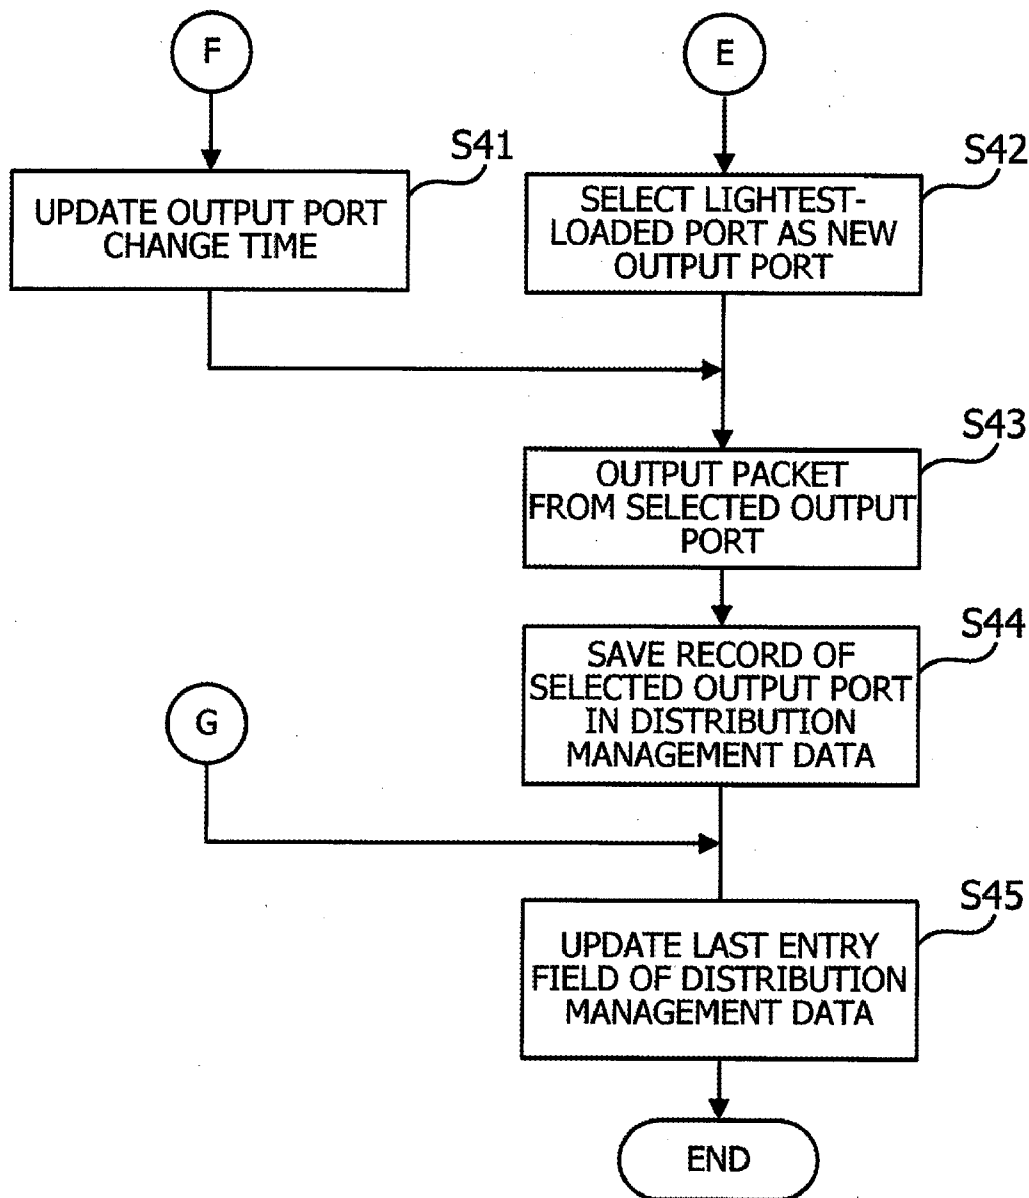 F
E
S41
UPDATE OUTPUT PORT
CHANGE TIME
S42
SELECT LIGHTEST-
LOADED PORT AS NEW
OUTPUT PORT
S43
OUTPUT PACKET
FROM SELECTED OUTPUT
PORT
S44
SAVE RECORD OF
SELECTED OUTPUT PORT
IN DISTRIBUTION
MANAGEMENT DATA
G
S45
UPDATE LAST ENTRY
FIELD OF DISTRIBUTION
MANAGEMENT DATA
END